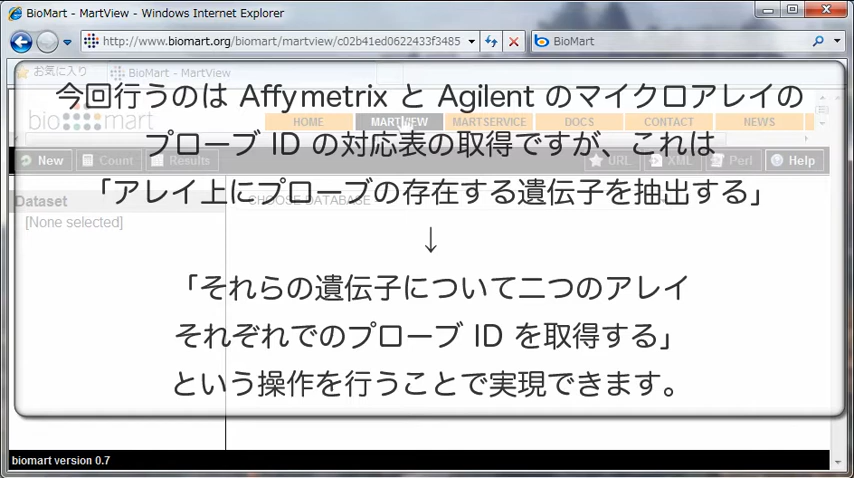 BioMart - MartView - Windows Internet Explorer
http://www.biomart.org/biomart/martview/c02b41ed0622433f3485
BioMart
お気に入り
BioMart - MartView
今回行うのは Affymetrix と Agilent のマイクロアレイの
biomart
HOME MARTVIEW MARTSERVICE DOCS CONTACT NEWS
プローブ ID の対応表の取得ですが、これは
New Count Results URL XML Perl Help
「アレイ上にプローブの存在する遺伝子を抽出する」
Dataset
CHOOSE DATABASE
[None selected]
↓
「それらの遺伝子について二つのアレイ
それぞれでのプローブ ID を取得する」
という操作を行うことで実現できます。
biomart version 0.7